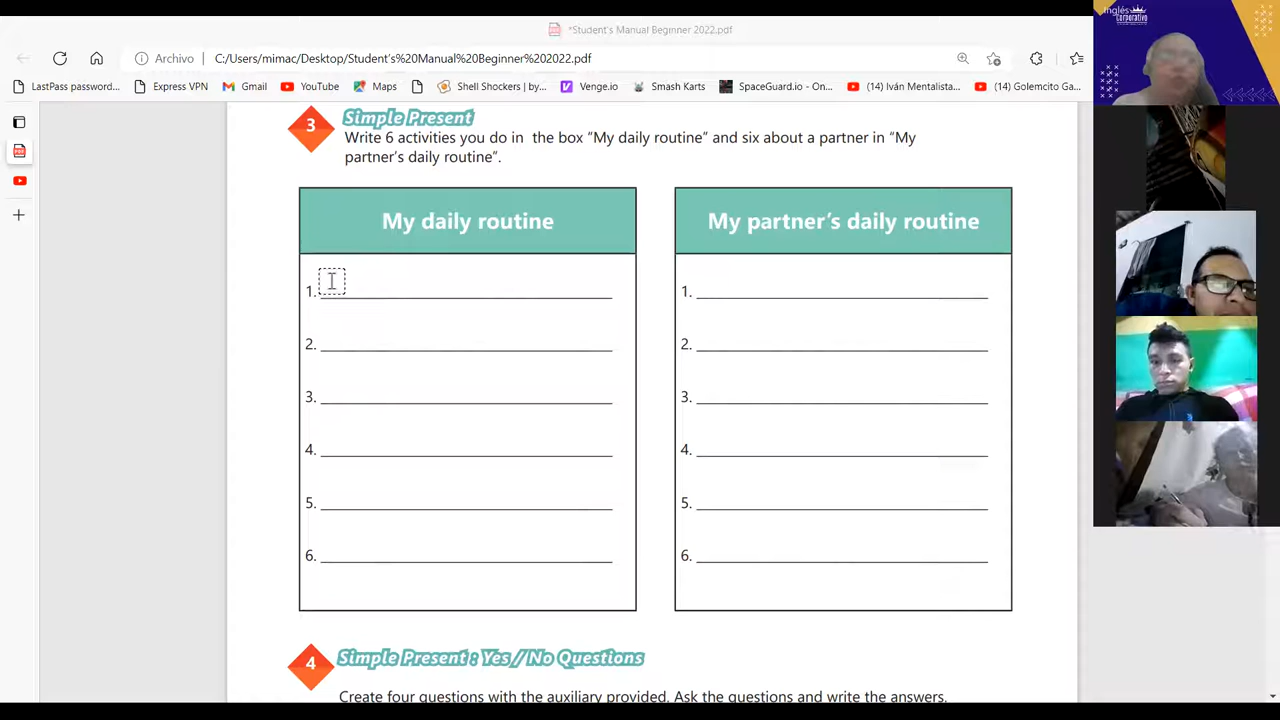 *Student's Manual Beginner 2022.pdf
Archivo
C:/Users/mimac/Desktop/Student's%20Manual%20Beginner%202022.pdf
LastPass password...
Express VPN
Gmail
YouTube
Maps
Shell Shockers | by...
Venge.io
Smash Karts
SpaceGuard.io - On...
(14) Iván Mentalista...
(14) Golemcito Ga...
Inglés
Corporativo
3
Simple Present
Write 6 activities you do in the box “My daily routine” and six about a partner in “My
partner’s daily routine”.
My daily routine
1.
2.
3.
4.
5.
6.
My partner’s daily routine
1.
2.
3.
4.
5.
6.
4
Simple Present : Yes / No Questions
Create four questions with the auxiliary provided. Ask the questions and write the answers.